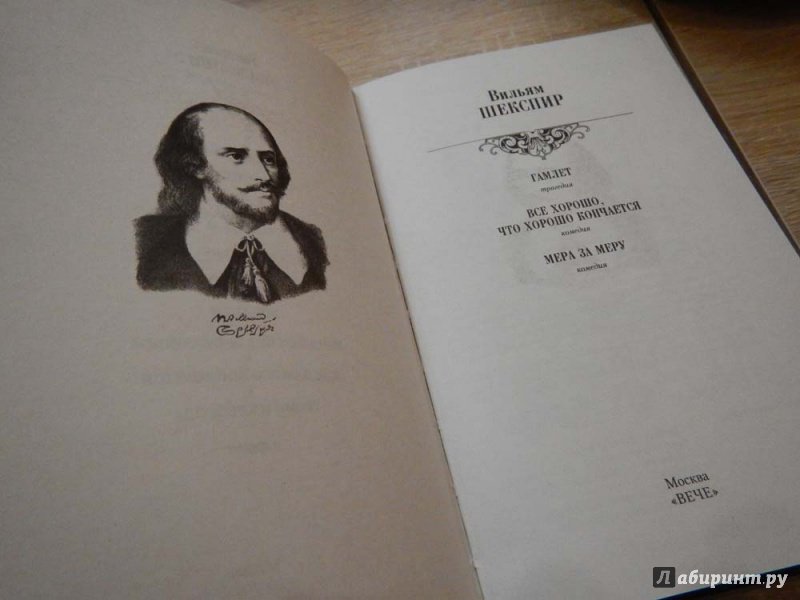 Вильям
ШЕКСПИР
ГАМЛЕТ
трагедия
ВСЕ ХОРОШО,
ЧТО ХОРОШО КОНЧАЕТСЯ
комедия
МЕРА ЗА МЕРУ
комедия
Москва
«ВЕЧЕ»
Лабиринт.ру